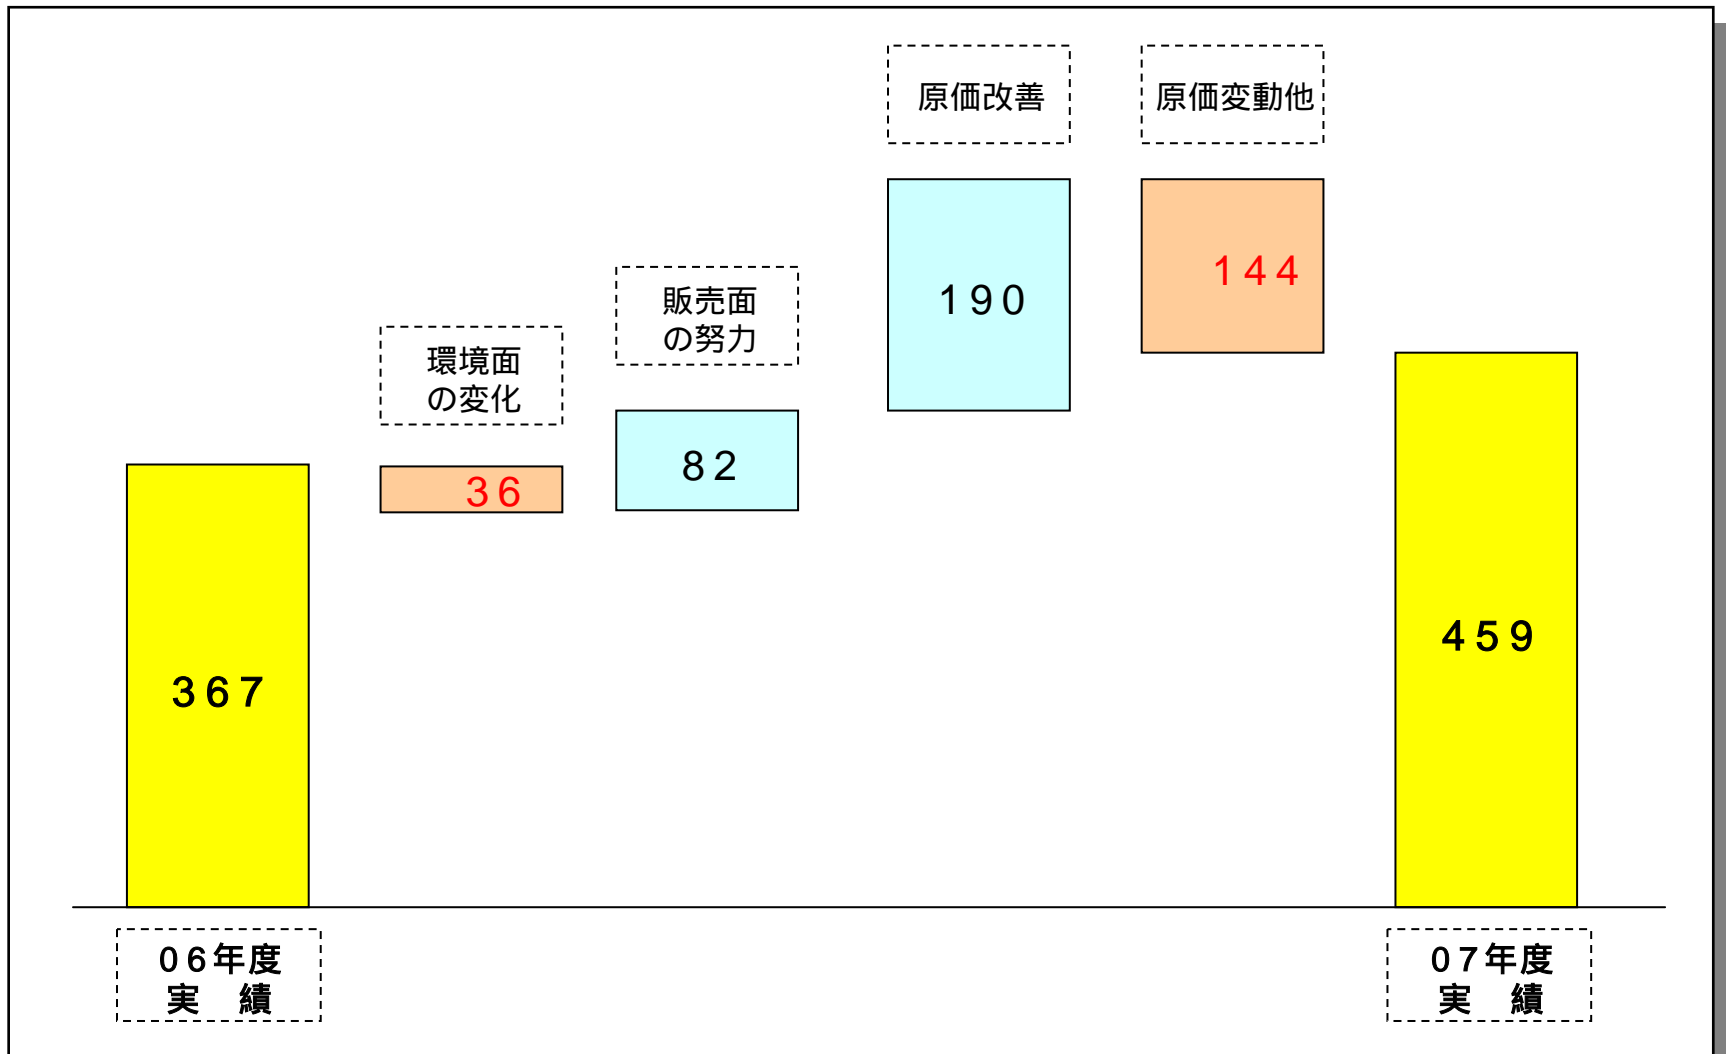 原価改善
原価変動他
190
144
販売面
の努力
環境面
の変化
82
36
367
459
06年度
実 績
07年度
実 績